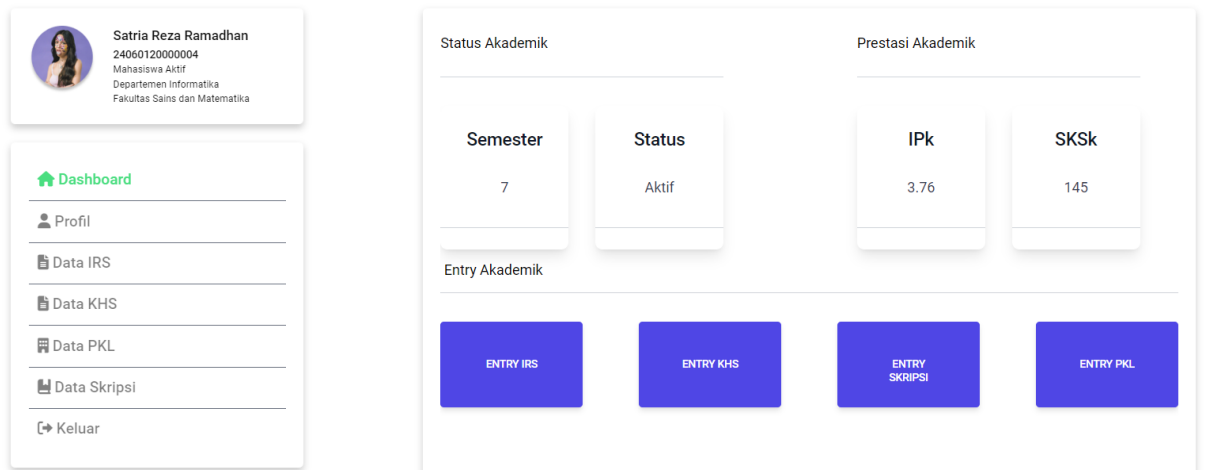 Satria Reza Ramadhan
24060120000004
Mahasiswa Aktif
Departemen Informatika
Fakultas Sains dan Matematika
Dashboard
Profil
Data IRS
Data KHS
Data PKL
Data Skripsi
Keluar
Status Akademik
Semester
7
Status
Aktif
Prestasi Akademik
IPk
3.76
SKSk
145
Entry Akademik
ENTRY IRS
ENTRY KHS
ENTRY
SKRIPSI
ENTRY PKL